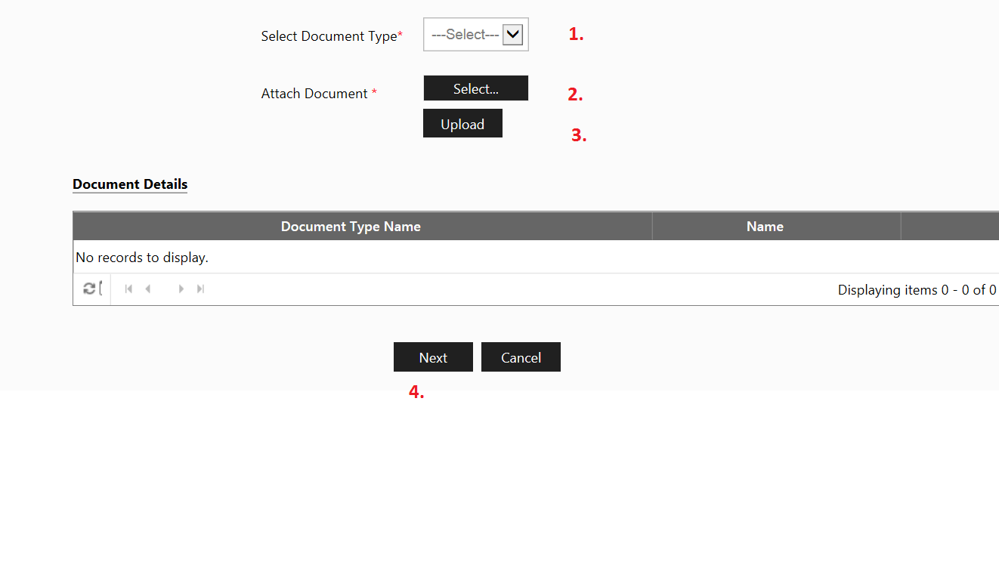 Select Document Type* ---Select--- 1.
Attach Document * Select... 2.
Upload 3.
Document Details
Document Type Name Name
No records to display.
Displaying items 0 - 0 of 0
Next Cancel
4.